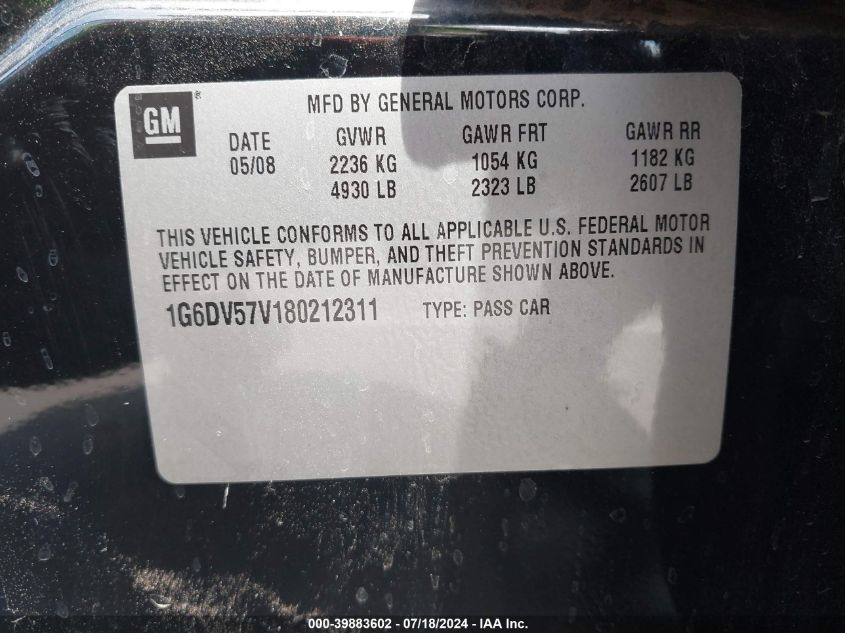 GM ®
MFD BY GENERAL MOTORS CORP.
DATE GVWR GAWR FRT GAWR RR
05/08 2236 KG 1054 KG 1182 KG
4930 LB 2323 LB 2607 LB
THIS VEHICLE CONFORMS TO ALL APPLICABLE U.S. FEDERAL MOTOR
VEHICLE SAFETY, BUMPER, AND THEFT PREVENTION STANDARDS IN
EFFECT ON THE DATE OF MANUFACTURE SHOWN ABOVE.
1G6DV57V180212311 TYPE: PASS CAR
000-39883602 - 07/18/2024 - IAA Inc.